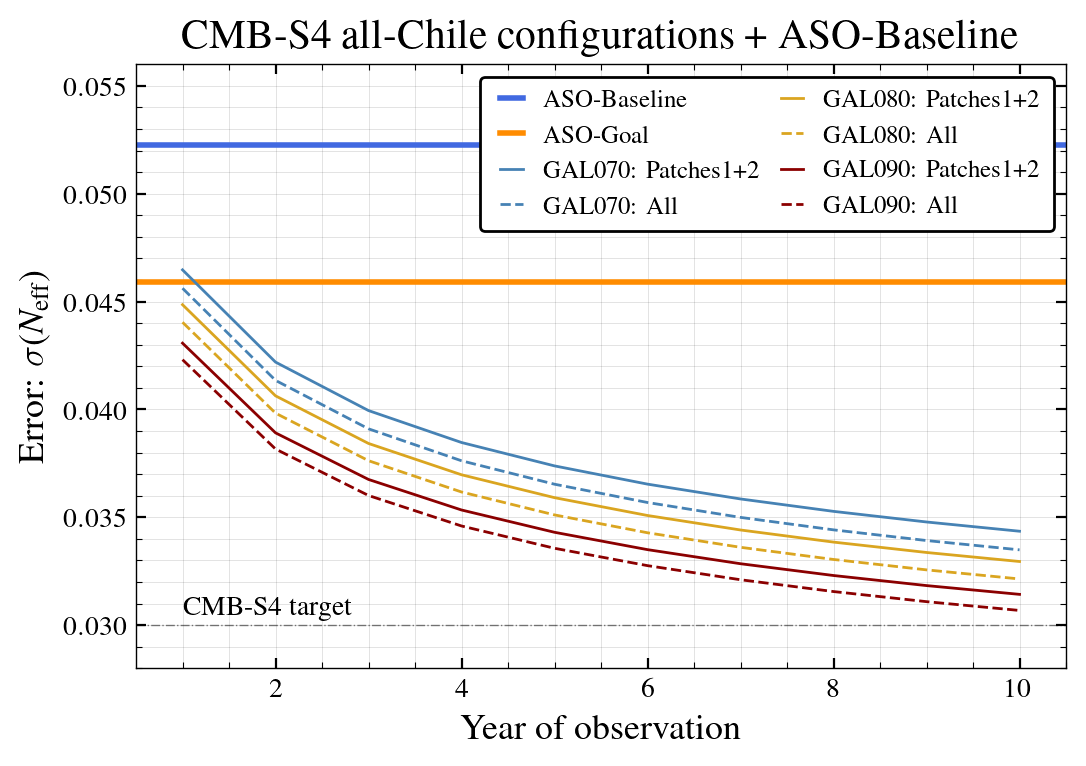 CMB-S4 all-Chile configurations + ASO-Baseline
0.055
0.050
0.045
0.040
0.035
0.030
Error: σ(N_eff)
ASO-Baseline
ASO-Goal
GAL070: Patches1+2
GAL070: All
GAL080: Patches1+2
GAL080: All
GAL090: Patches1+2
GAL090: All
CMB-S4 target
2 4 6 8 10
Year of observation